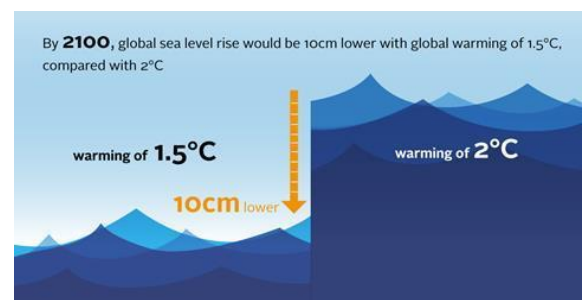 By 2100, global sea level rise would be 10cm lower with global warming of 1.5°C,
compared with 2°C
warming of 1.5°C
warming of 2°C
10cm lower